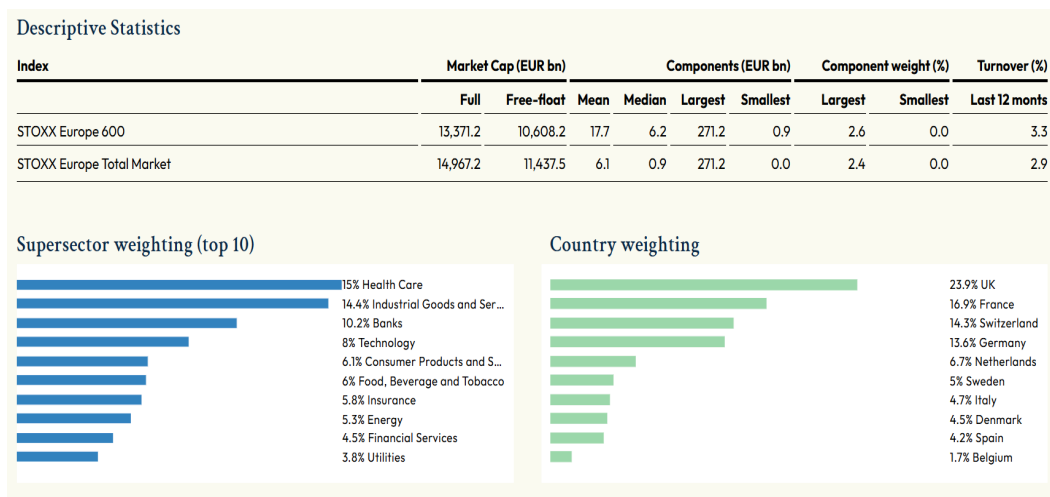 Descriptive Statistics
Index Market Cap (EUR bn) Components (EUR bn) Component weight (%) Turnover (%)
Full Free-float Mean Median Largest Smallest Largest Smallest Last 12 monts
STOXX Europe 600 13,371.2 10,608.2 17.7 6.2 271.2 0.9 2.6 0.0 3.3
STOXX Europe Total Market 14,967.2 11,437.5 6.1 0.9 271.2 0.0 2.4 0.0 2.9
Supersector weighting (top 10)
15% Health Care
14.4% Industrial Goods and Ser...
10.2% Banks
8% Technology
6.1% Consumer Products and S...
6% Food, Beverage and Tobacco
5.8% Insurance
5.3% Energy
4.5% Financial Services
3.8% Utilities
Country weighting
23.9% UK
16.9% France
14.3% Switzerland
13.6% Germany
6.7% Netherlands
5% Sweden
4.7% Italy
4.5% Denmark
4.2% Spain
1.7% Belgium